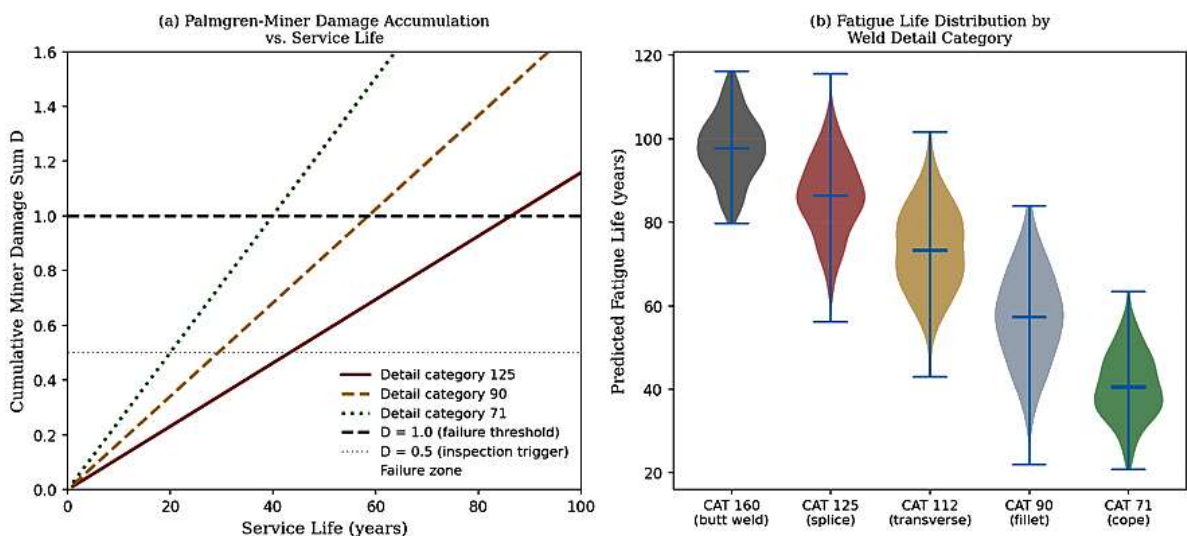 (a) Palmgren-Miner Damage Accumulation
vs. Service Life
Cumulative Miner Damage Sum D
1.6
1.4
1.2
1.0
0.8
0.6
0.4
0.2
0.0
Detail category 125
Detail category 90
Detail category 71
D = 1.0 (failure threshold)
D = 0.5 (inspection trigger)
Failure zone
0
20
40
60
80
100
Service Life (years)
(b) Fatigue Life Distribution by
Weld Detail Category
Predicted Fatigue Life (years)
120
100
80
60
40
20
CAT 160
(butt weld)
CAT 125
(splice)
CAT 112
(transverse)
CAT 90
(fillet)
CAT 71
(cope)